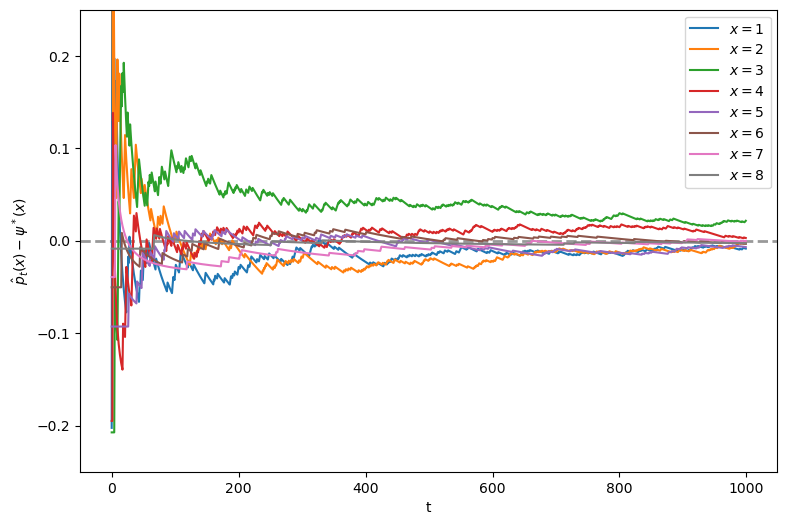 0.2
0.1
0.0
−0.1
−0.2
p̂ₜ(x) − ψ*(x)
0
200
400
600
800
1000
t
x = 1
x = 2
x = 3
x = 4
x = 5
x = 6
x = 7
x = 8